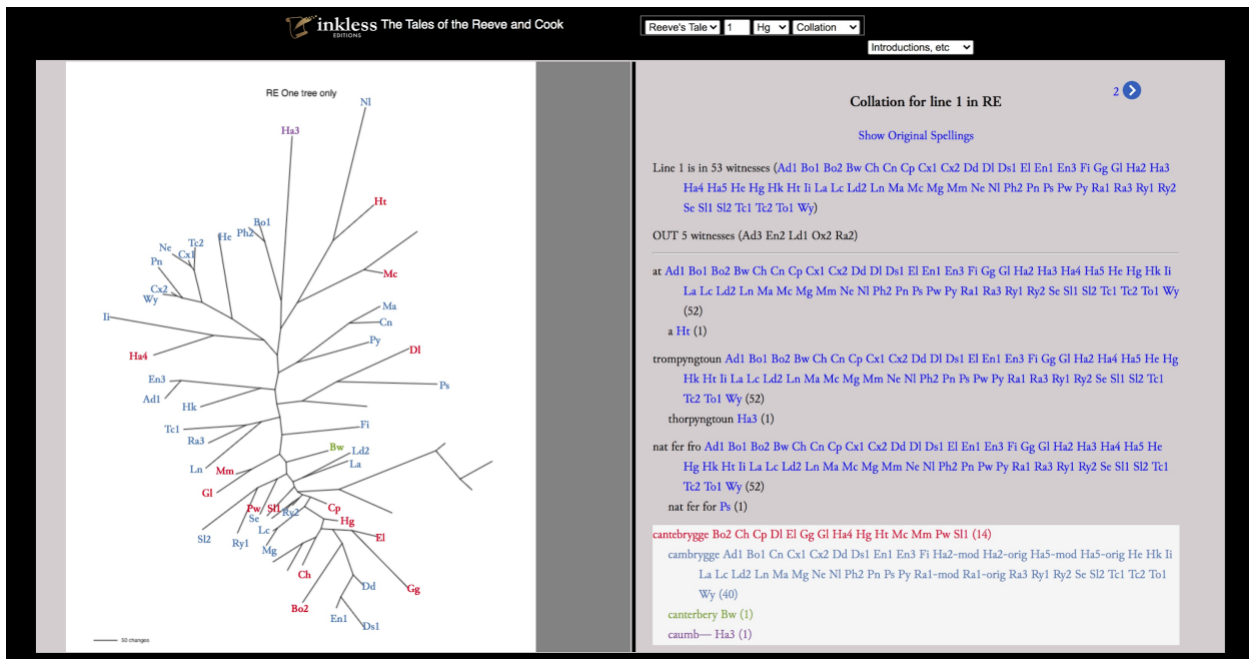 inkless The Tales of the Reeve and Cook
EDITIONS
Reeve's Tale 1 Hg Collation
Introductions, etc
RE One tree only
Nl
Ha3
Ht
Bo1
Ph2
He
Tc2
Ne
Cx1
Pn
Mc
Cx2
Wy
Ma
Ii
Cn
Py
Ha4
Dl
En3
Ps
Ad1
Hk
Tc1
Fi
Ra3
Bw
Ld2
La
Ln
Mm
Gl
Pw
Sl1
Cp
Se
Ry2
Hg
Lc
El
Sl2
Ry1
Mg
Ch
Dd
Gg
Bo2
En1
Ds1
50 changes
2
Collation for line 1 in RE
Show Original Spellings
Line 1 is in 53 witnesses (Ad1 Bo1 Bo2 Bw Ch Cn Cp Cx1 Cx2 Dd Dl Ds1 El En1 En3 Fi Gg Gl Ha2 Ha3
Ha4 Ha5 He Hg Hk Ht Ii La Lc Ld2 Ln Ma Mc Mg Mm Ne Nl Ph2 Pn Ps Pw Py Ra1 Ra3 Ry1 Ry2
Se Sl1 Sl2 Tc1 Tc2 To1 Wy)
OUT 5 witnesses (Ad3 En2 Ld1 Ox2 Ra2)
at Ad1 Bo1 Bo2 Bw Ch Cn Cp Cx1 Cx2 Dd Dl Ds1 El En1 En3 Fi Gg Gl Ha2 Ha3 Ha4 Ha5 He Hg Hk Ii
La Lc Ld2 Ln Ma Mc Mg Mm Ne Nl Ph2 Pn Ps Pw Py Ra1 Ra3 Ry1 Ry2 Se Sl1 Sl2 Tc1 Tc2 To1 Wy
(52)
a Ht (1)
trompyngtoun Ad1 Bo1 Bo2 Bw Ch Cn Cp Cx1 Cx2 Dd Dl Ds1 El En1 En3 Fi Gg Gl Ha2 Ha4 Ha5 He Hg
Hk Ht Ii La Lc Ld2 Ln Ma Mc Mg Mm Ne Nl Ph2 Pn Ps Pw Py Ra1 Ra3 Ry1 Ry2 Se Sl1 Sl2 Tc1
Tc2 To1 Wy (52)
thorpyngtoun Ha3 (1)
nat fer fro Ad1 Bo1 Bo2 Bw Ch Cn Cp Cx1 Cx2 Dd Dl Ds1 El En1 En3 Fi Gg Gl Ha2 Ha3 Ha4 Ha5 He
Hg Hk Ht Ii La Lc Ld2 Ln Ma Mc Mg Mm Ne Nl Ph2 Pn Pw Py Ra1 Ra3 Ry1 Ry2 Se Sl1 Sl2 Tc1
Tc2 To1 Wy (52)
nat fer for Ps (1)
cantebrygge Bo2 Ch Cp Dl El Gg Gl Ha4 Hg Ht Mc Mm Pw Sl1 (14)
cambrygge Ad1 Bo1 Cn Cx1 Cx2 Dd Ds1 En1 En3 Fi Ha2-mod Ha2-orig Ha5-mod Ha5-orig He Hk Ii
La Lc Ld2 Ln Ma Mg Ne Nl Ph2 Pn Ps Py Ra1-mod Ra1-orig Ra3 Ry1 Ry2 Se Sl2 Tc1 Tc2 To1
Wy (40)
canterbery Bw (1)
caumb— Ha3 (1)